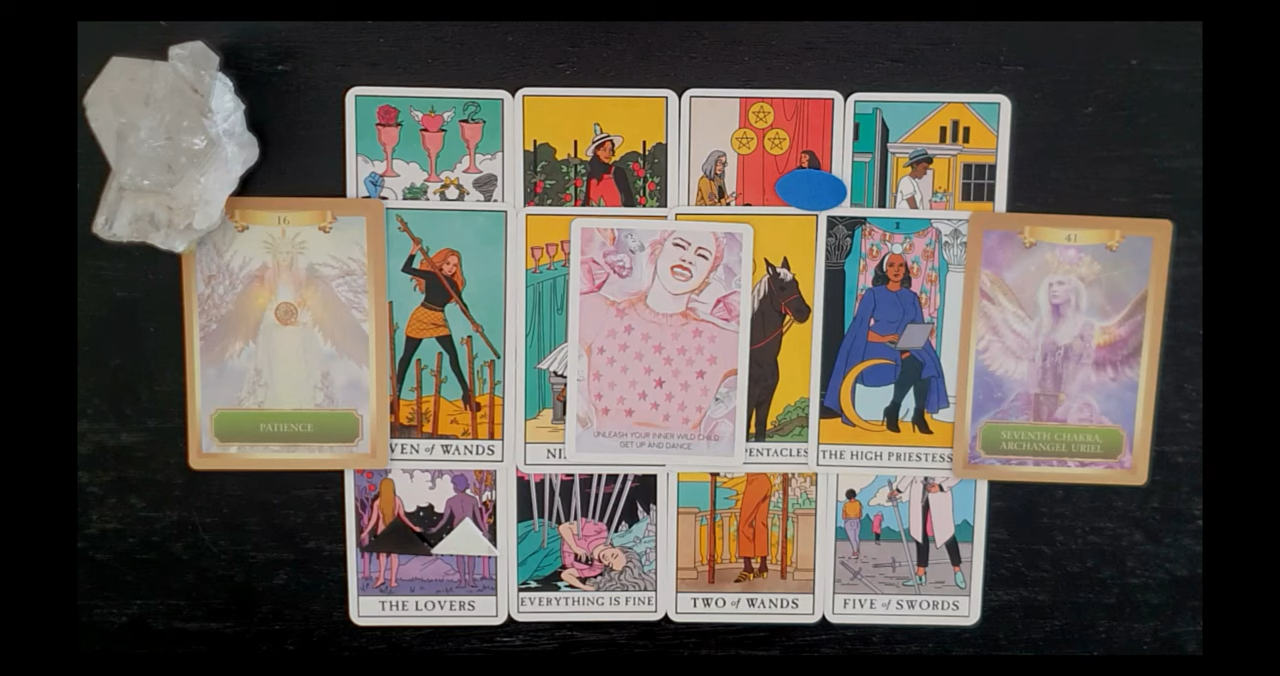 16
PATIENCE
VEN of WANDS
NI
UNLEASH YOUR INNER WILD CHILD.
GET UP AND DANCE.
PENTACLES
THE HIGH PRIESTESS
41
SEVENTH CHAKRA,
ARCHANGEL URIEL
THE LOVERS
EVERYTHING IS FINE
TWO of WANDS
FIVE of SWORDS